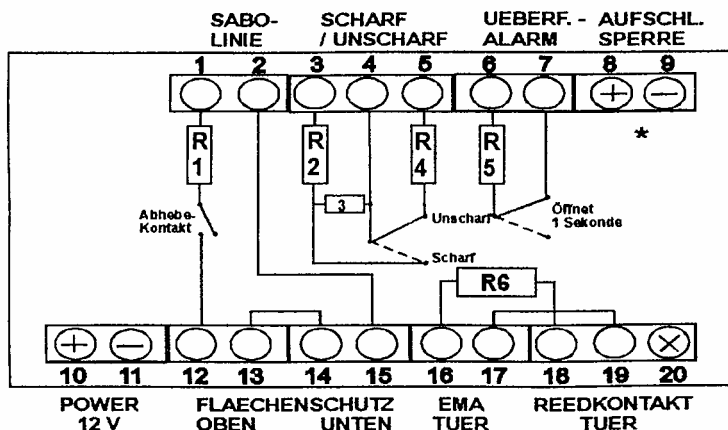 SABO- SCHARF UEBERF. - AUFSCHL.
LINIE / UNSCHARF ALARM SPERRE
1 2 3 4 5 6 7 8 9
+ −
*
R 1
R 2
R 4
R 5
3
Abhebe-
Kontakt
Unscharf
Scharf
Öffnet
1 Sekonde
R6
+ − ×
10 11 12 13 14 15 16 17 18 19 20
POWER FLAECHENSCHUTZ EMA REEDKONTAKT
12 V OBEN UNTEN TUER TUER